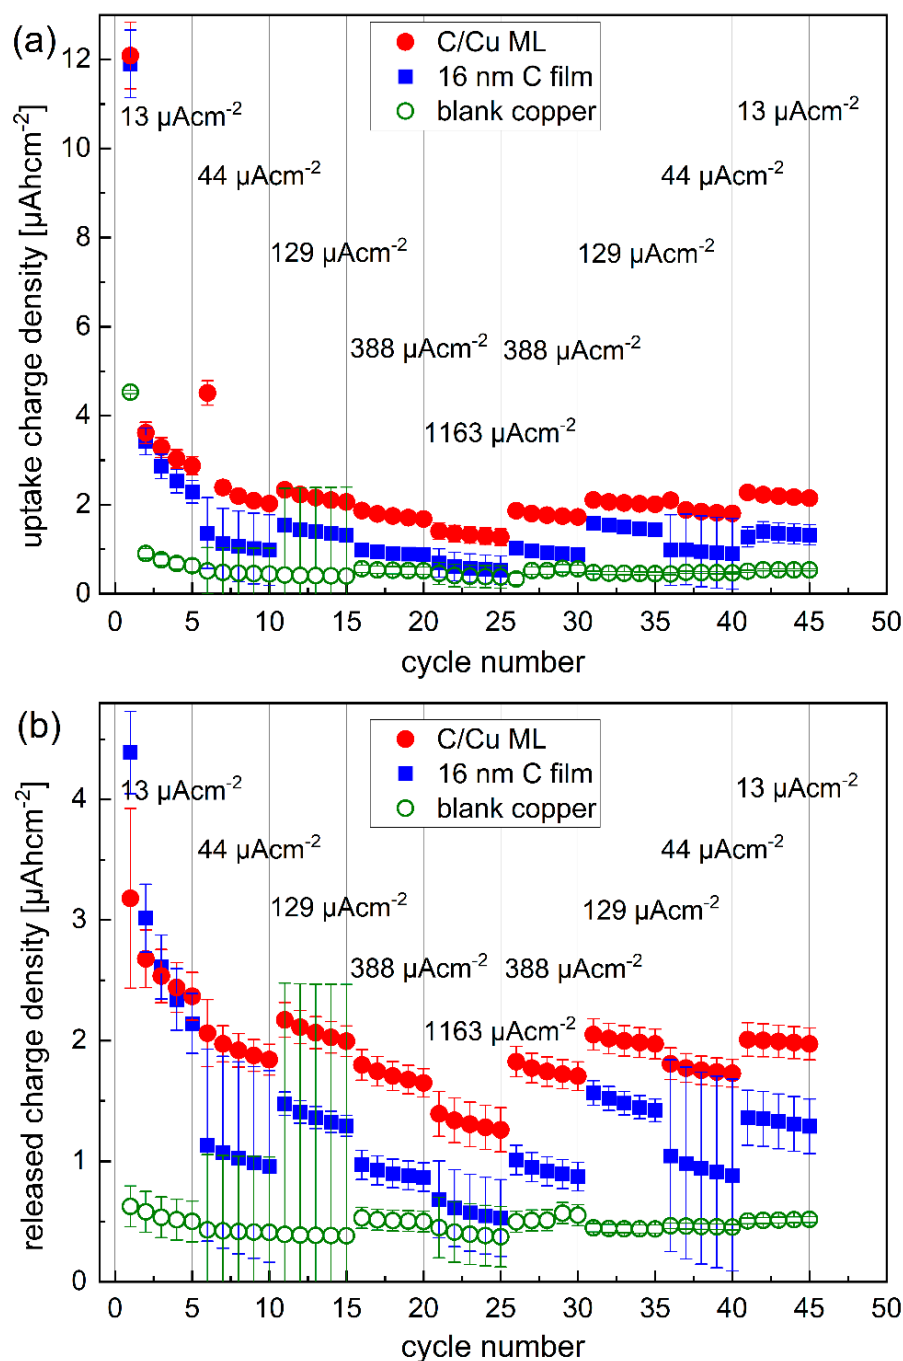 (a)
C/Cu ML
16 nm C film
blank copper
13 µAcm⁻²
44 µAcm⁻²
129 µAcm⁻²
388 µAcm⁻²
1163 µAcm⁻²
388 µAcm⁻²
129 µAcm⁻²
44 µAcm⁻²
13 µAcm⁻²
uptake charge density [µAhcm⁻²]
12
10
8
6
4
2
0
0 5 10 15 20 25 30 35 40 45 50
cycle number
(b)
C/Cu ML
16 nm C film
blank copper
13 µAcm⁻²
44 µAcm⁻²
129 µAcm⁻²
388 µAcm⁻²
1163 µAcm⁻²
388 µAcm⁻²
129 µAcm⁻²
44 µAcm⁻²
13 µAcm⁻²
released charge density [µAhcm⁻²]
4
3
2
1
0
0 5 10 15 20 25 30 35 40 45 50
cycle number